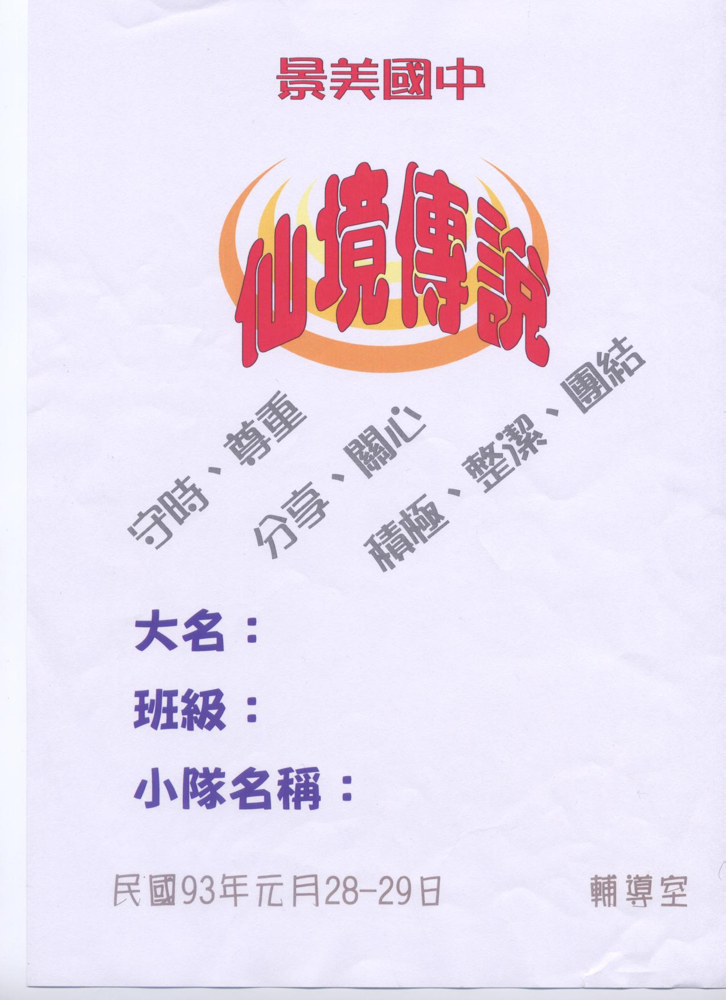 景美國中
仙境傳說
守時、尊重
分享、關心
積極、整潔、團結
大名：
班級：
小隊名稱：
民國93年元月28-29日 輔導室